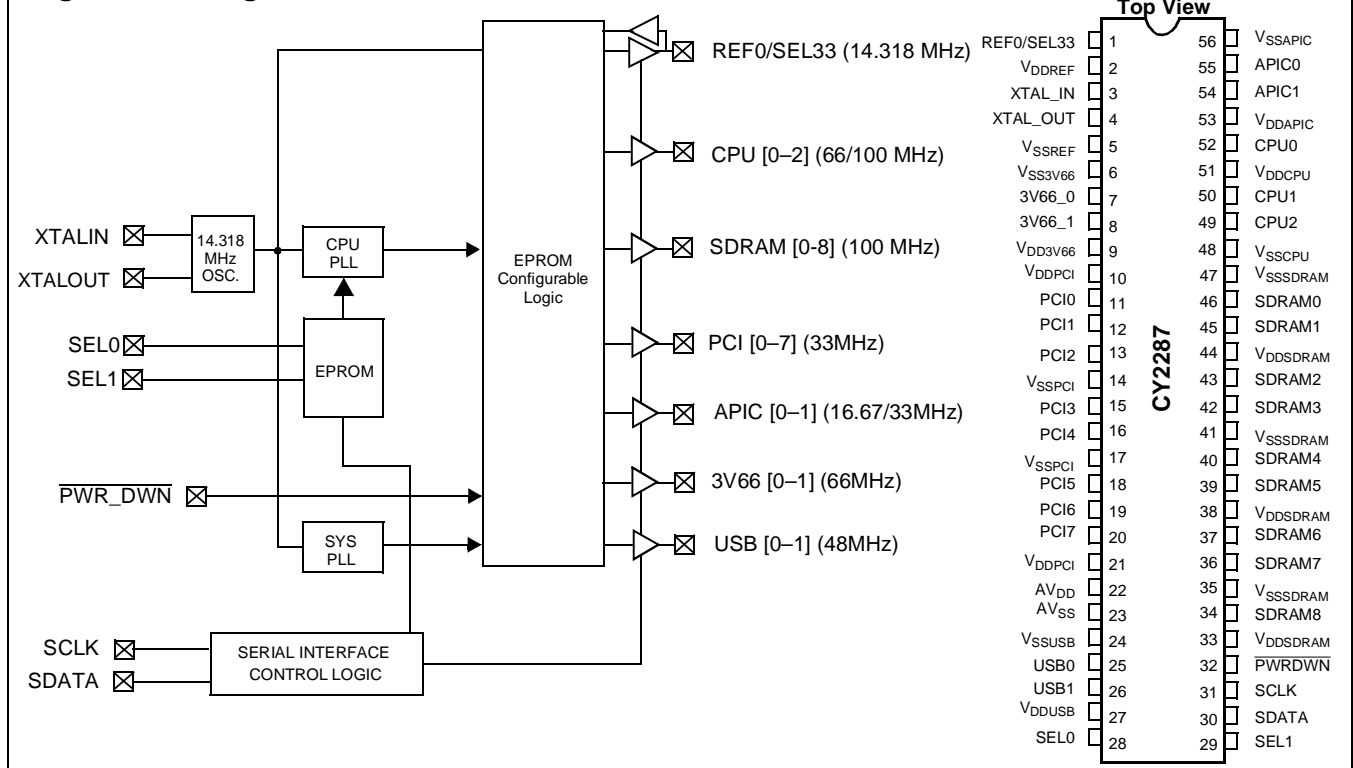 Top View
REF0/SEL33 (14.318 MHz)
CPU [0–2] (66/100 MHz)
SDRAM [0-8] (100 MHz)
PCI [0–7] (33MHz)
APIC [0–1] (16.67/33MHz)
3V66 [0–1] (66MHz)
USB [0–1] (48MHz)
XTALIN
XTALOUT
14.318
MHz
OSC.
CPU
PLL
EPROM
Configurable
Logic
SEL0
SEL1
EPROM
PWR_DWN
SYS
PLL
SCLK
SDATA
SERIAL INTERFACE
CONTROL LOGIC
CY2287
REF0/SEL33 1
VDDREF 2
XTAL_IN 3
XTAL_OUT 4
VSSREF 5
VSS3V66 6
3V66_0 7
3V66_1 8
VDD3V66 9
VDDPCI 10
PCI0 11
PCI1 12
PCI2 13
VSSPCI 14
PCI3 15
PCI4 16
VSSPCI 17
PCI5 18
PCI6 19
PCI7 20
VDDPCI 21
AVDD 22
AVSS 23
VSSUSB 24
USB0 25
USB1 26
VDDUSB 27
SEL0 28
56 VSSAPIC
55 APIC0
54 APIC1
53 VDDAPIC
52 CPU0
51 VDDCPU
50 CPU1
49 CPU2
48 VSSCPU
47 VSSSDRAM
46 SDRAM0
45 SDRAM1
44 VDDSDRAM
43 SDRAM2
42 SDRAM3
41 VSSSDRAM
40 SDRAM4
39 SDRAM5
38 VDDSDRAM
37 SDRAM6
36 SDRAM7
35 VSSSDRAM
34 SDRAM8
33 VDDSDRAM
32 PWRDWN
31 SCLK
30 SDATA
29 SEL1